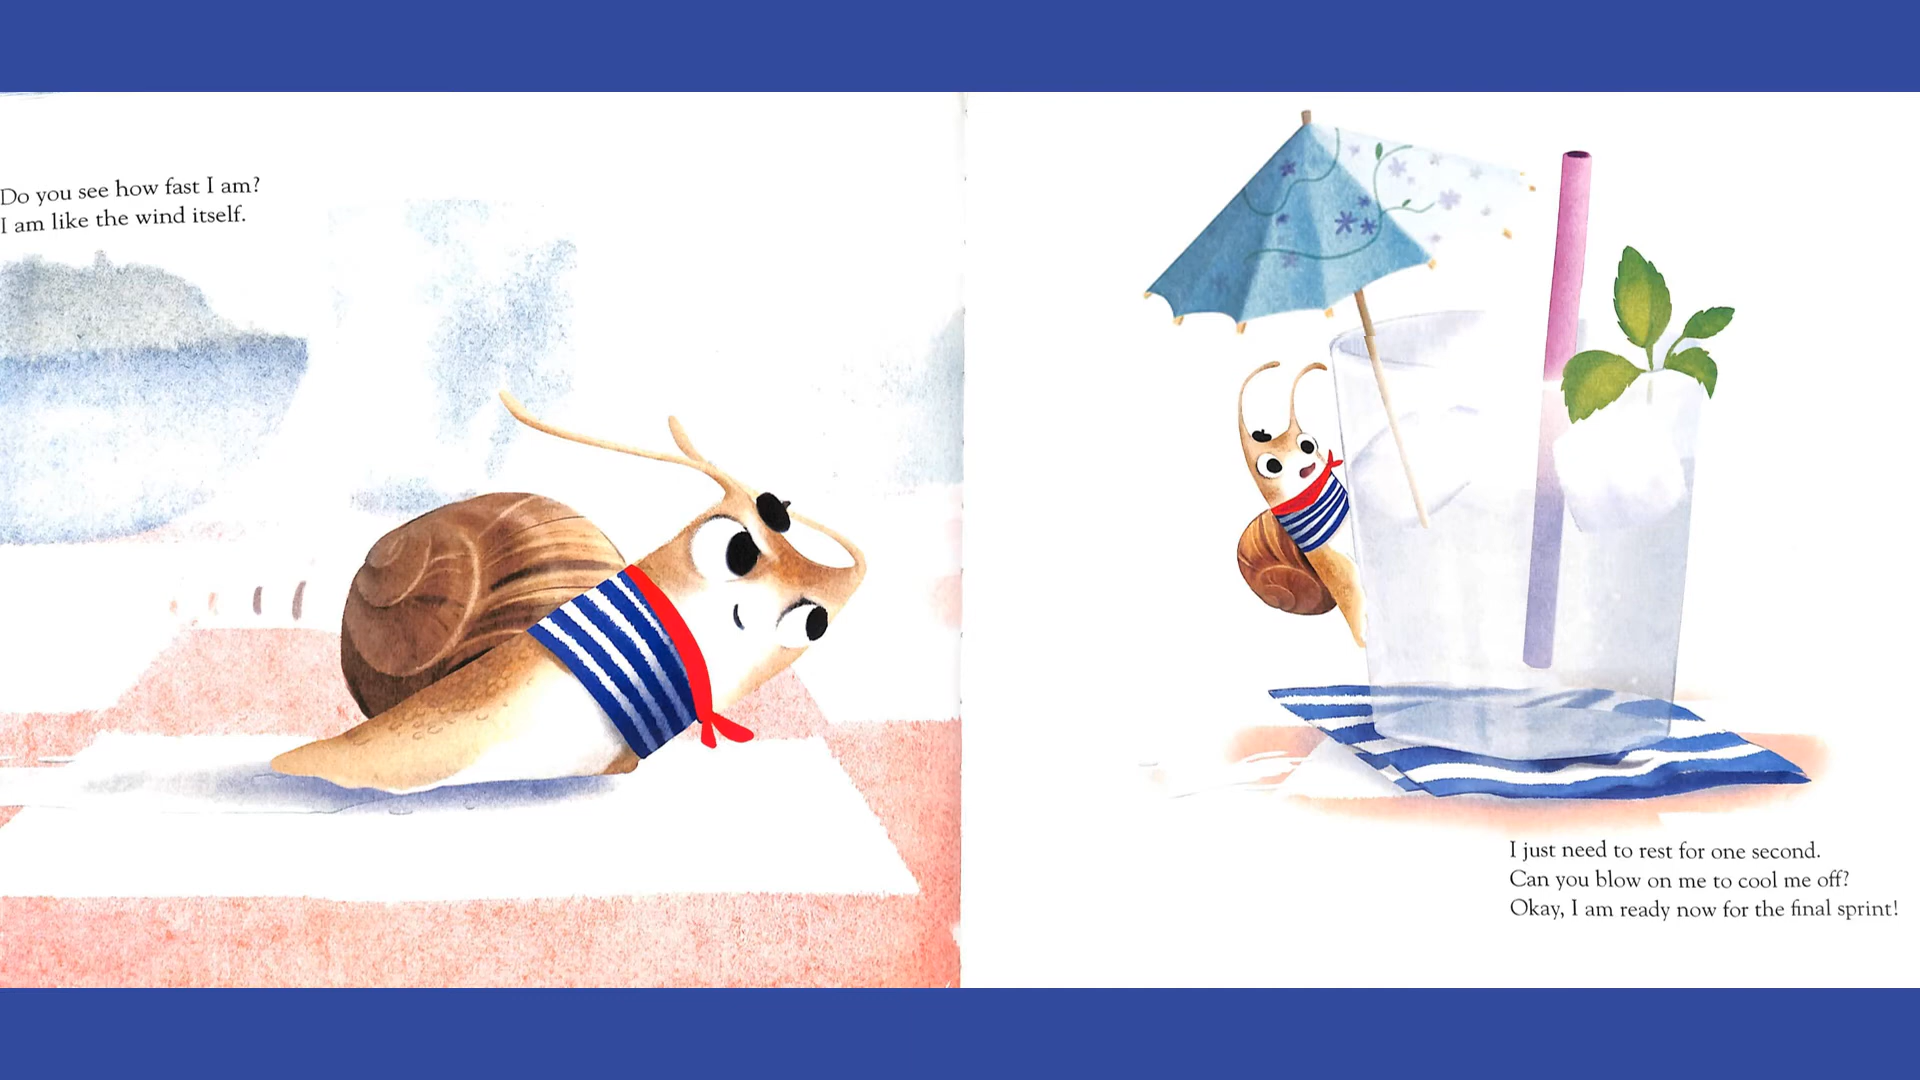 Do you see how fast I am?
I am like the wind itself.
I just need to rest for one second.
Can you blow on me to cool me off?
Okay, I am ready now for the final sprint!